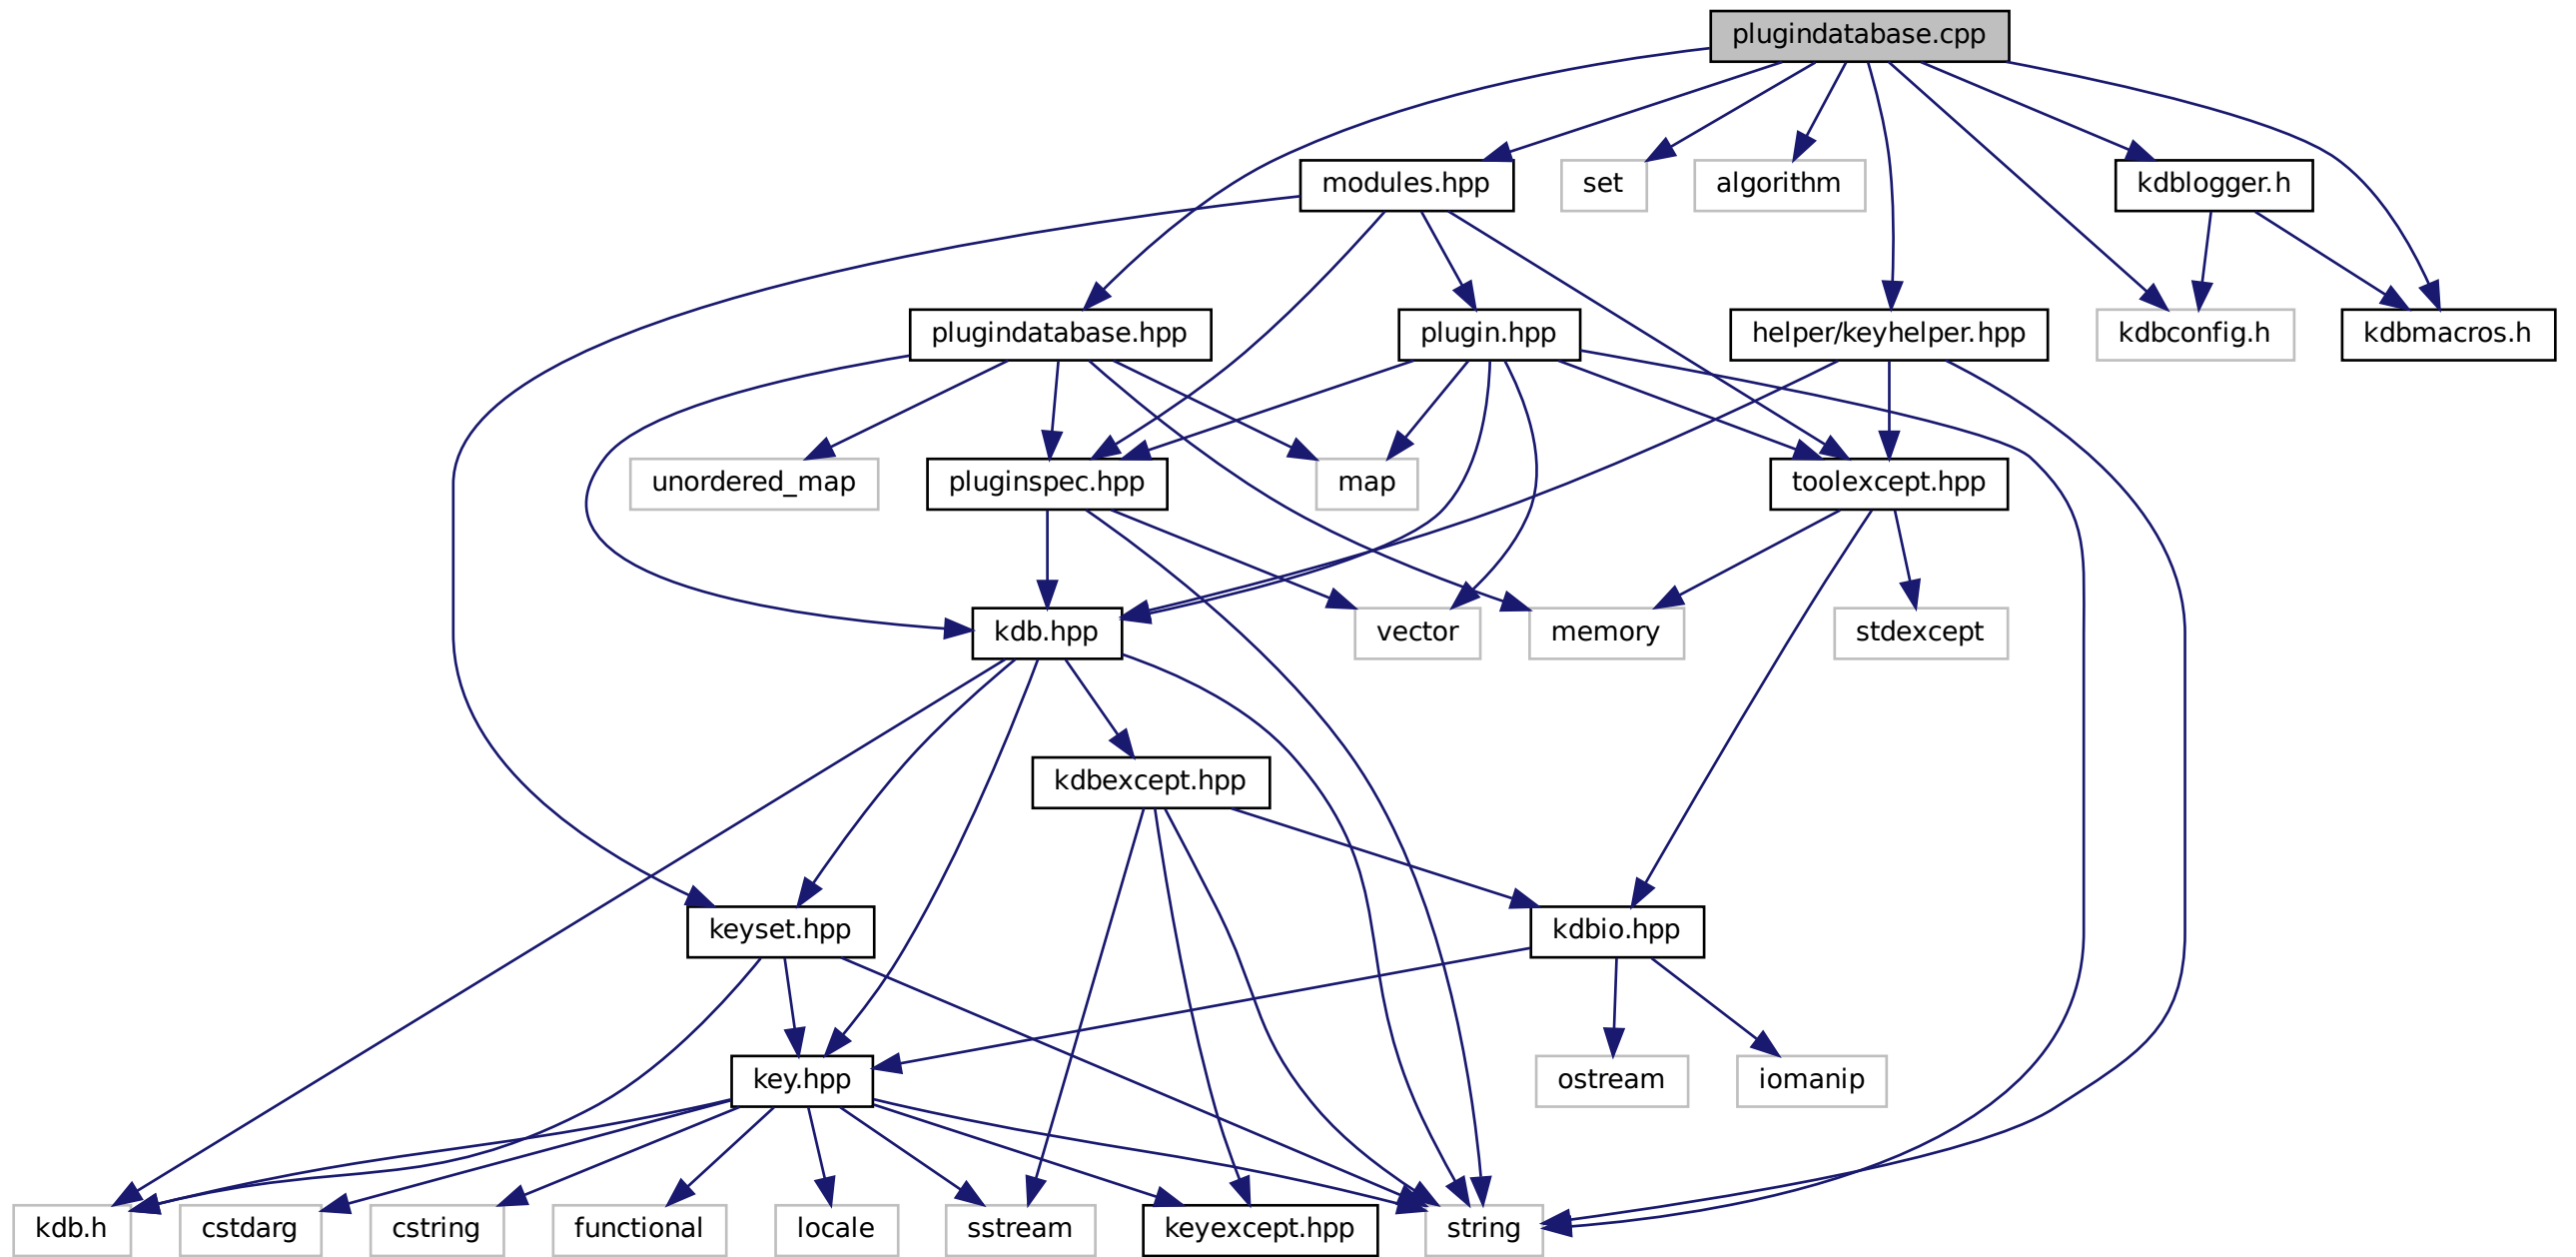 plugindatabase.cpp
modules.hpp
set
algorithm
kdblogger.h
plugindatabase.hpp
plugin.hpp
helper/keyhelper.hpp
kdbconfig.h
kdbmacros.h
unordered_map
pluginspec.hpp
map
toolexcept.hpp
kdb.hpp
vector
memory
stdexcept
kdbexcept.hpp
keyset.hpp
kdbio.hpp
key.hpp
ostream
iomanip
kdb.h
cstdarg
cstring
functional
locale
sstream
keyexcept.hpp
string